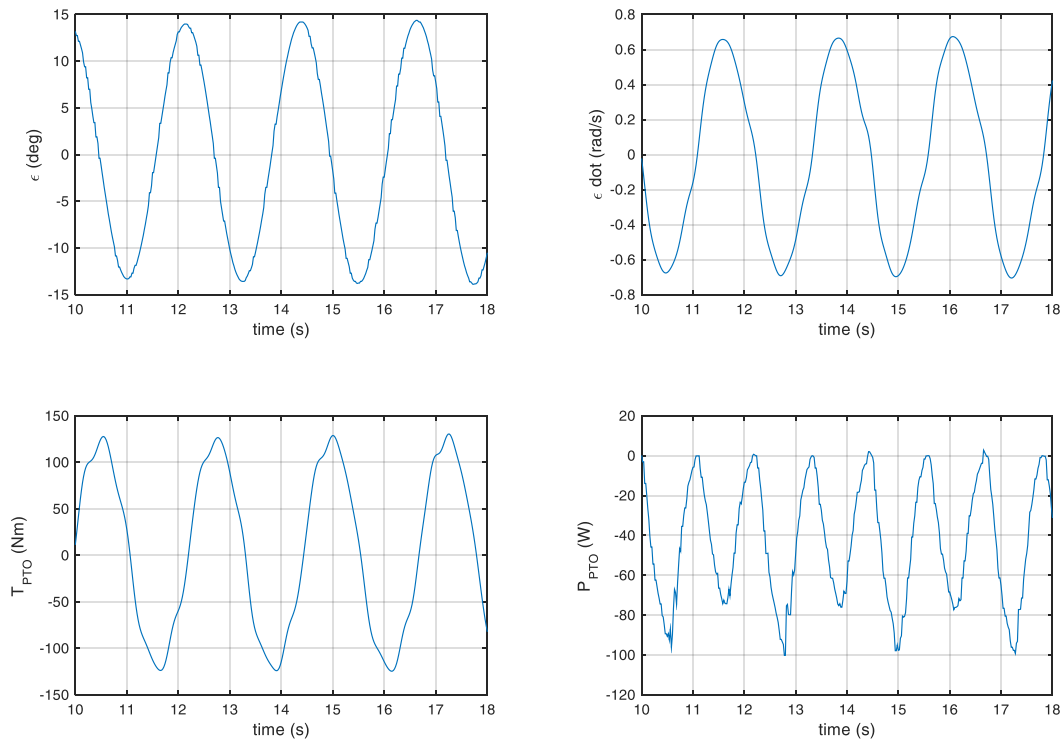 15
10
5
0
-5
-10
-15
ϵ (deg)
10 11 12 13 14 15 16 17 18
time (s)
0.8
0.6
0.4
0.2
0
-0.2
-0.4
-0.6
-0.8
ϵ dot (rad/s)
10 11 12 13 14 15 16 17 18
time (s)
150
100
50
0
-50
-100
-150
T_PTO (Nm)
10 11 12 13 14 15 16 17 18
time (s)
20
0
-20
-40
-60
-80
-100
-120
P_PTO (W)
10 11 12 13 14 15 16 17 18
time (s)